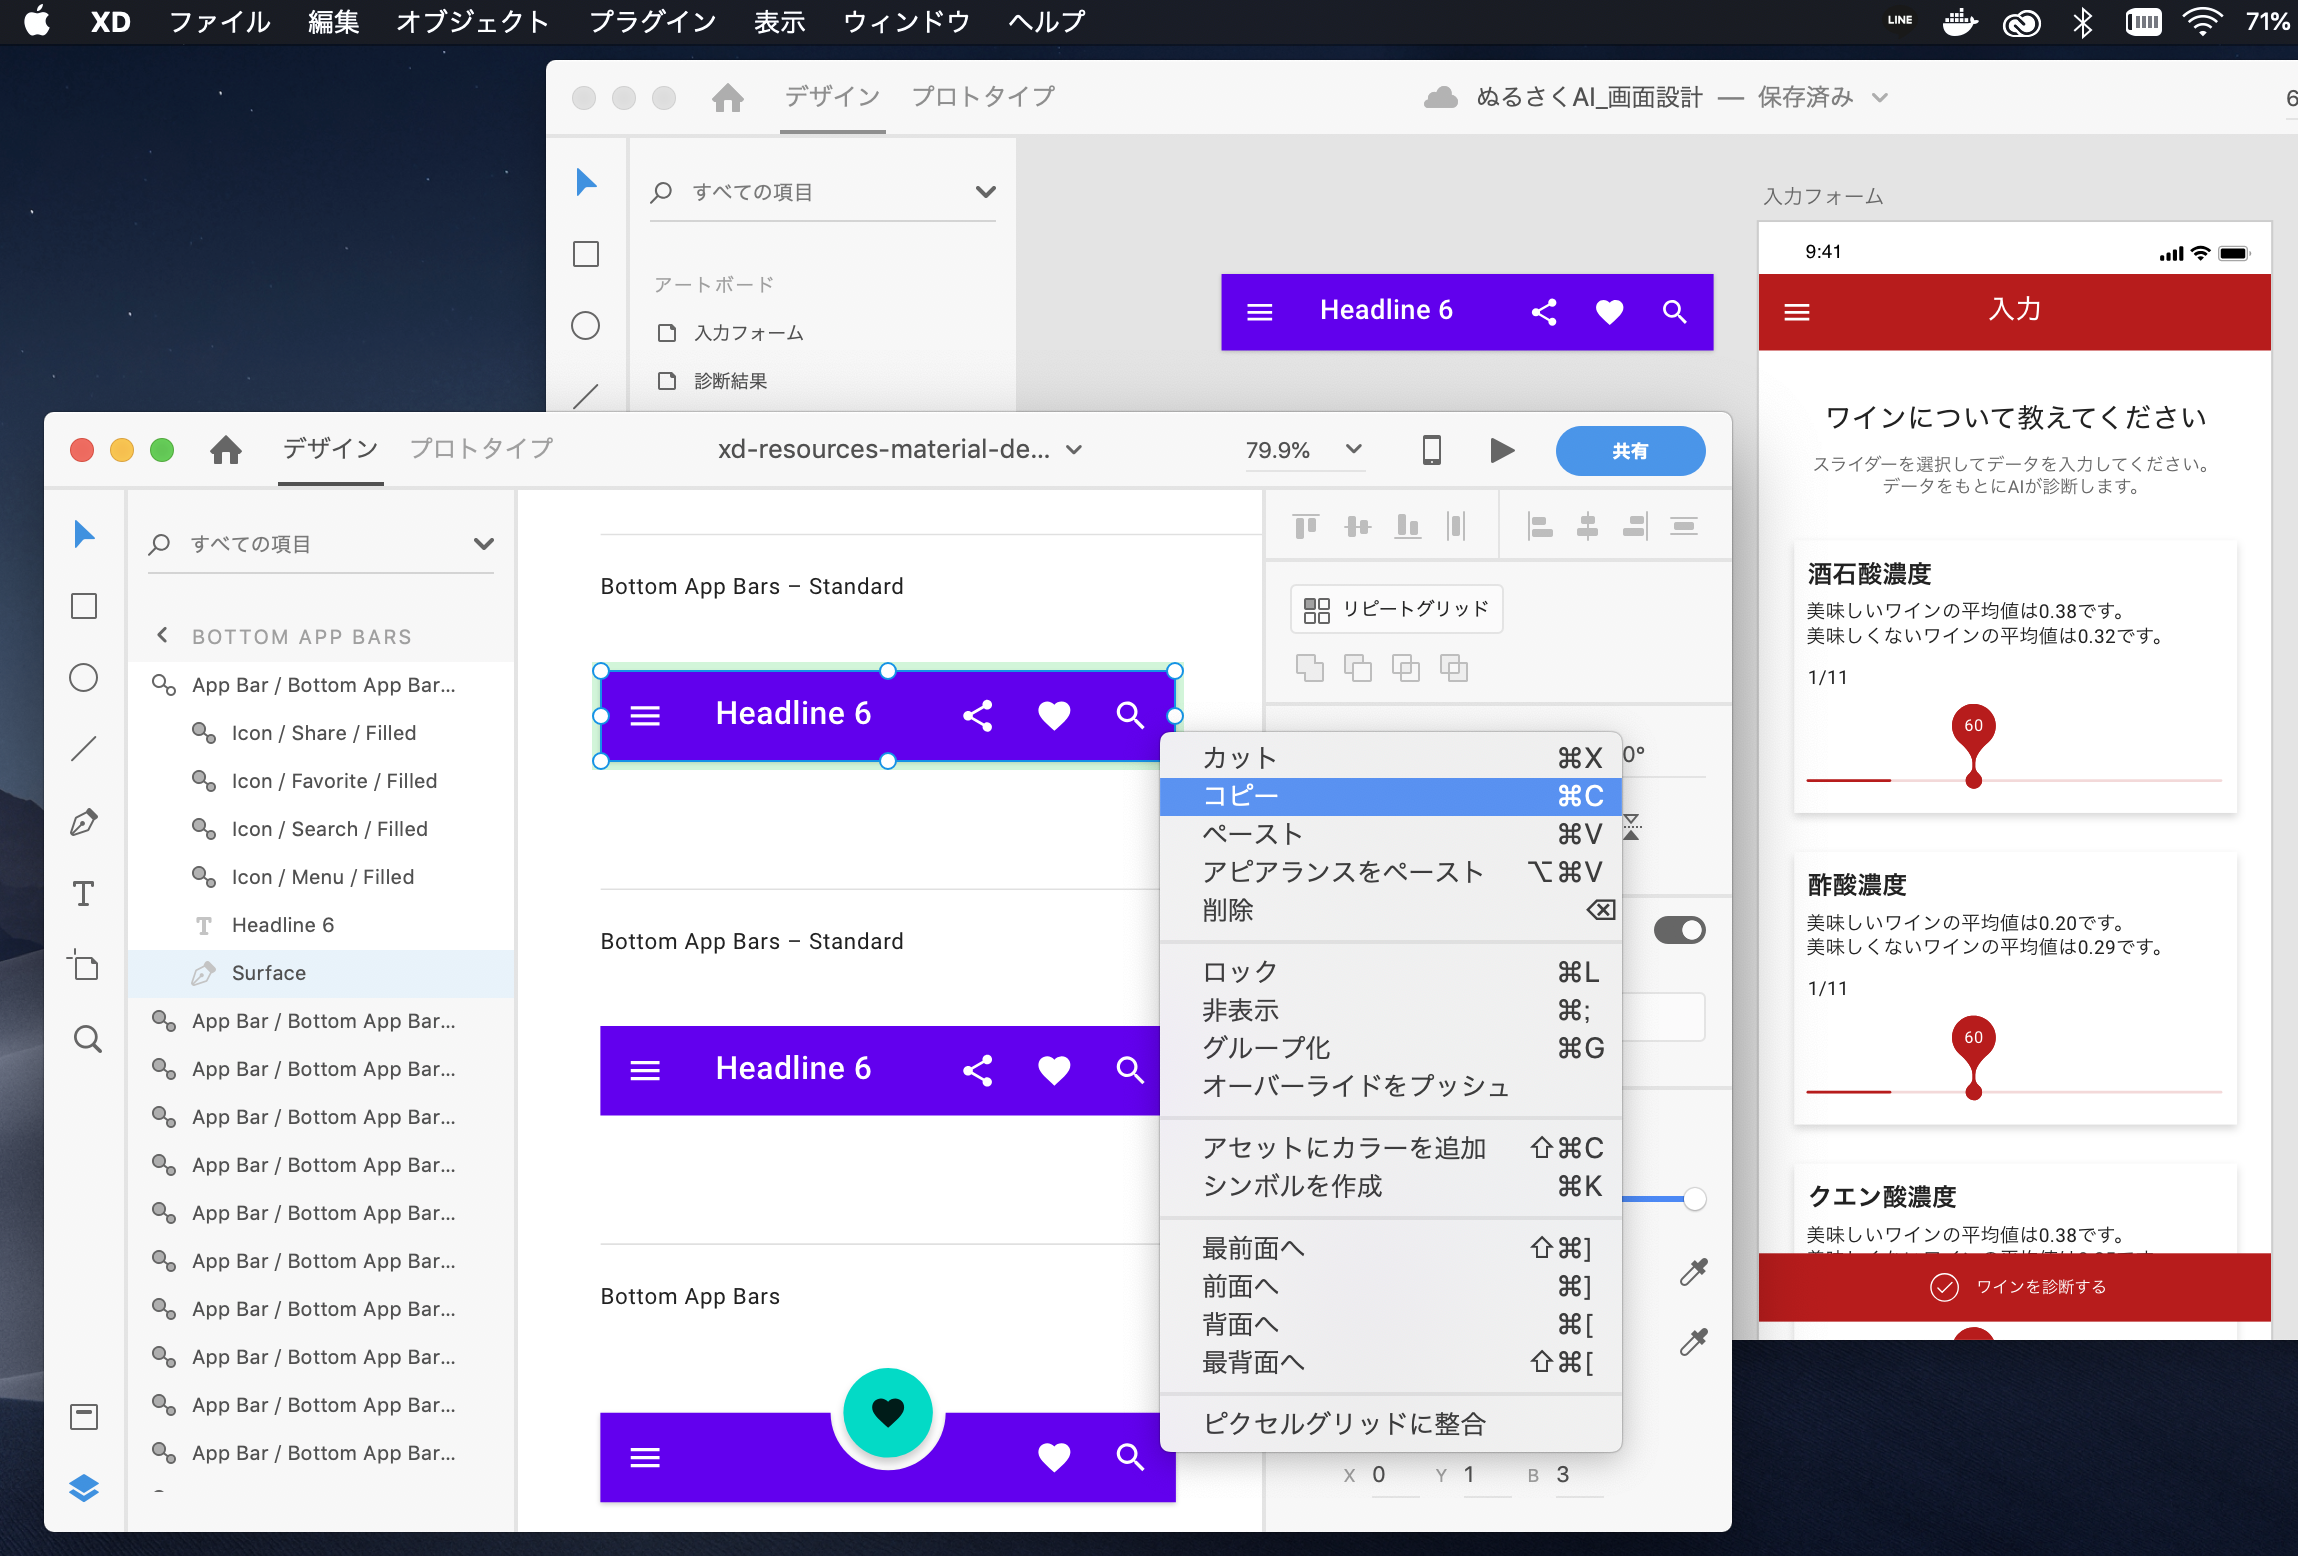 XD ファイル 編集 オブジェクト プラグイン 表示 ウィンドウ ヘルプ
LINE
71%
デザイン プロトタイプ
ぬるさくAI_画面設計 — 保存済み
すべての項目
アートボード
入力フォーム
診断結果
Headline 6
入力フォーム
9:41
入力
ワインについて教えてください
スライダーを選択してデータを入力してください。
データをもとにAIが診断します。
酒石酸濃度
美味しいワインの平均値は0.38です。
美味しくないワインの平均値は0.32です。
1/11
60
酢酸濃度
美味しいワインの平均値は0.20です。
美味しくないワインの平均値は0.29です。
1/11
60
クエン酸濃度
美味しいワインの平均値は0.38です。
ワインを診断する
デザイン プロトタイプ
xd-resources-material-de...
79.9%
共有
すべての項目
BOTTOM APP BARS
App Bar / Bottom App Bar...
Icon / Share / Filled
Icon / Favorite / Filled
Icon / Search / Filled
Icon / Menu / Filled
T Headline 6
Surface
App Bar / Bottom App Bar...
App Bar / Bottom App Bar...
App Bar / Bottom App Bar...
App Bar / Bottom App Bar...
App Bar / Bottom App Bar...
App Bar / Bottom App Bar...
App Bar / Bottom App Bar...
App Bar / Bottom App Bar...
App Bar / Bottom App Bar...
App Bar / Bottom App Bar...
Bottom App Bars – Standard
Headline 6
Bottom App Bars – Standard
Headline 6
Bottom App Bars
リピートグリッド
0°
カット ⌘X
コピー ⌘C
ペースト ⌘V
アピアランスをペースト ⌥⌘V
削除 ⌫
ロック ⌘L
非表示 ⌘;
グループ化 ⌘G
オーバーライドをプッシュ
アセットにカラーを追加 ⇧⌘C
シンボルを作成 ⌘K
最前面へ ⇧⌘]
前面へ ⌘]
背面へ ⌘[
最背面へ ⇧⌘[
ピクセルグリッドに整合
X 0 Y 1 B 3